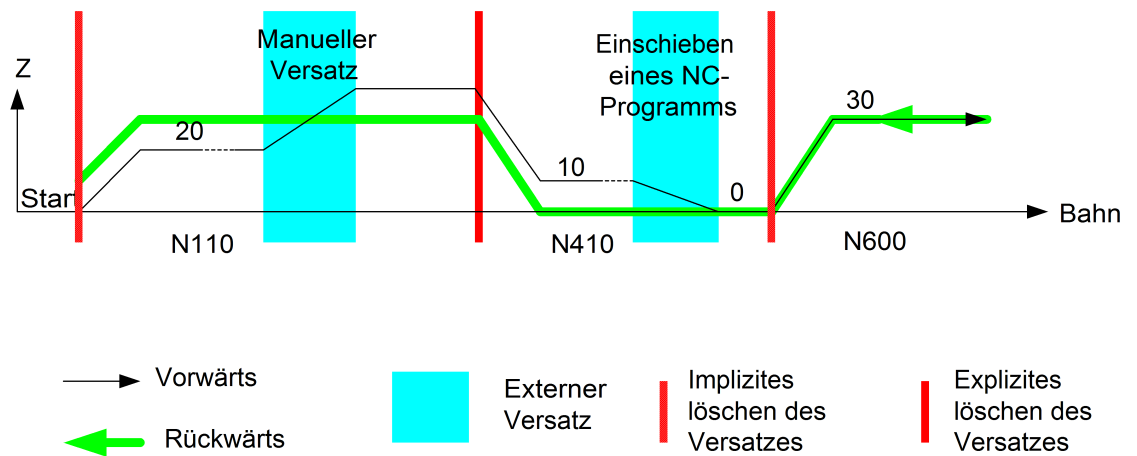 Manueller
Versatz
Einschieben
eines NC-
Programms
Z
20
30
10
0
Start
Bahn
N110
N410
N600
Vorwärts
Rückwärts
Externer
Versatz
Implizites
löschen des
Versatzes
Explizites
löschen des
Versatzes